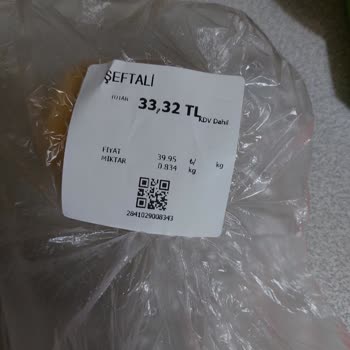 ŞEFTALİ
TUTAR 33,32 TL
KDV Dahil
FİYAT 39.95 ₺/ kg
MİKTAR 0.834 kg
2841029008343